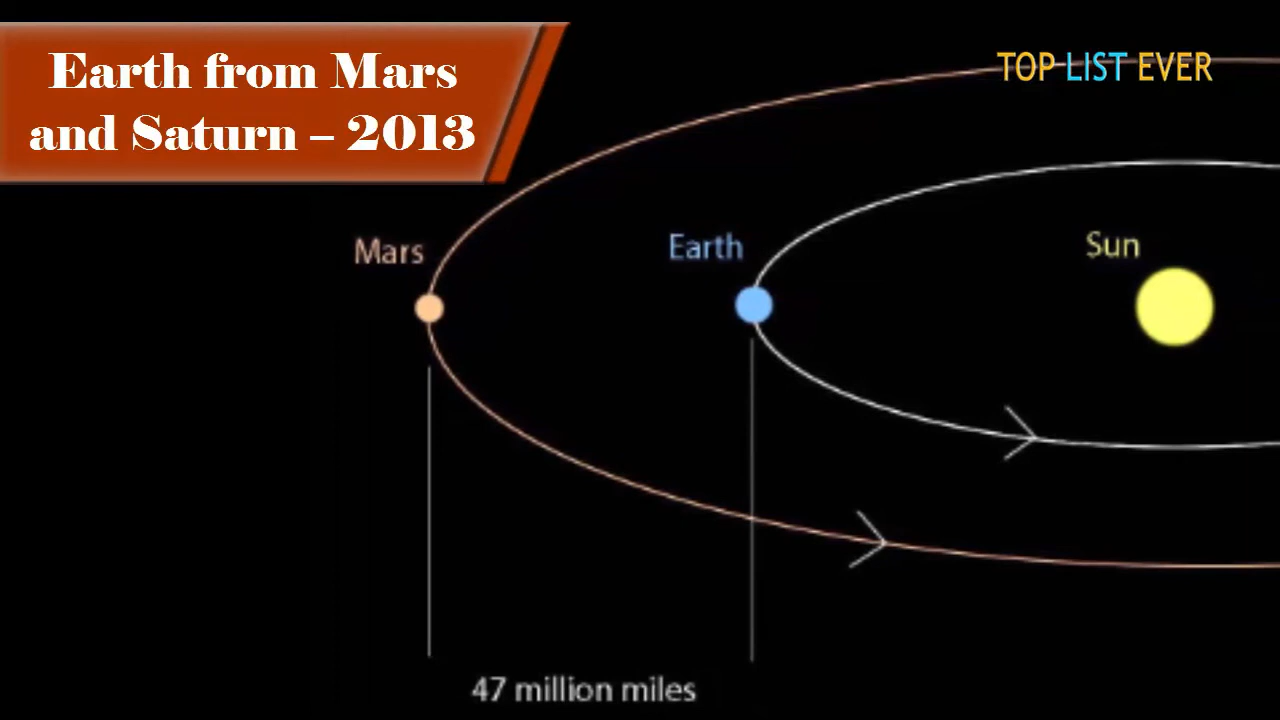 Earth from Mars
and Saturn – 2013
TOP LIST EVER
Mars
Earth
Sun
47 million miles